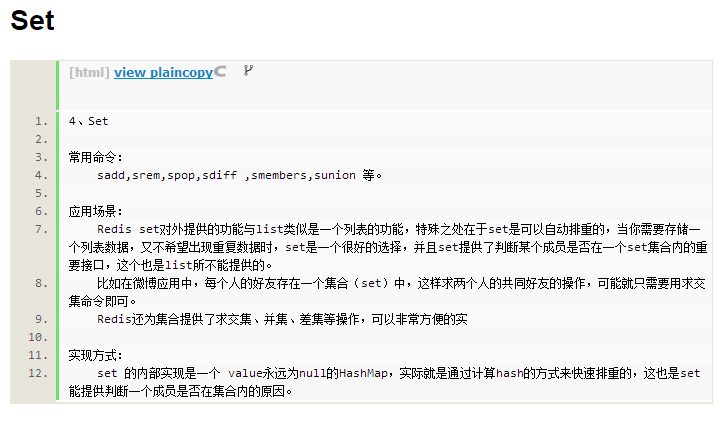 Set
[html] view plaincopy
1. 4、Set
2.
3. 常用命令：
4. sadd,srem,spop,sdiff ,smembers,sunion 等。
5.
6. 应用场景：
7. Redis set对外提供的功能与list类似是一个列表的功能，特殊之处在于set是可以自动排重的，当你需要存储一
个列表数据，又不希望出现重复数据时，set是一个很好的选择，并且set提供了判断某个成员是否在一个set集合内的重
要接口，这个也是list所不能提供的。
8. 比如在微博应用中，每个人的好友存在一个集合（set）中，这样求两个人的共同好友的操作，可能就只需要用求交
集命令即可。
9. Redis还为集合提供了求交集、并集、差集等操作，可以非常方便的实
10.
11. 实现方式：
12. set 的内部实现是一个 value永远为null的HashMap，实际就是通过计算hash的方式来快速排重的，这也是set
能提供判断一个成员是否在集合内的原因。